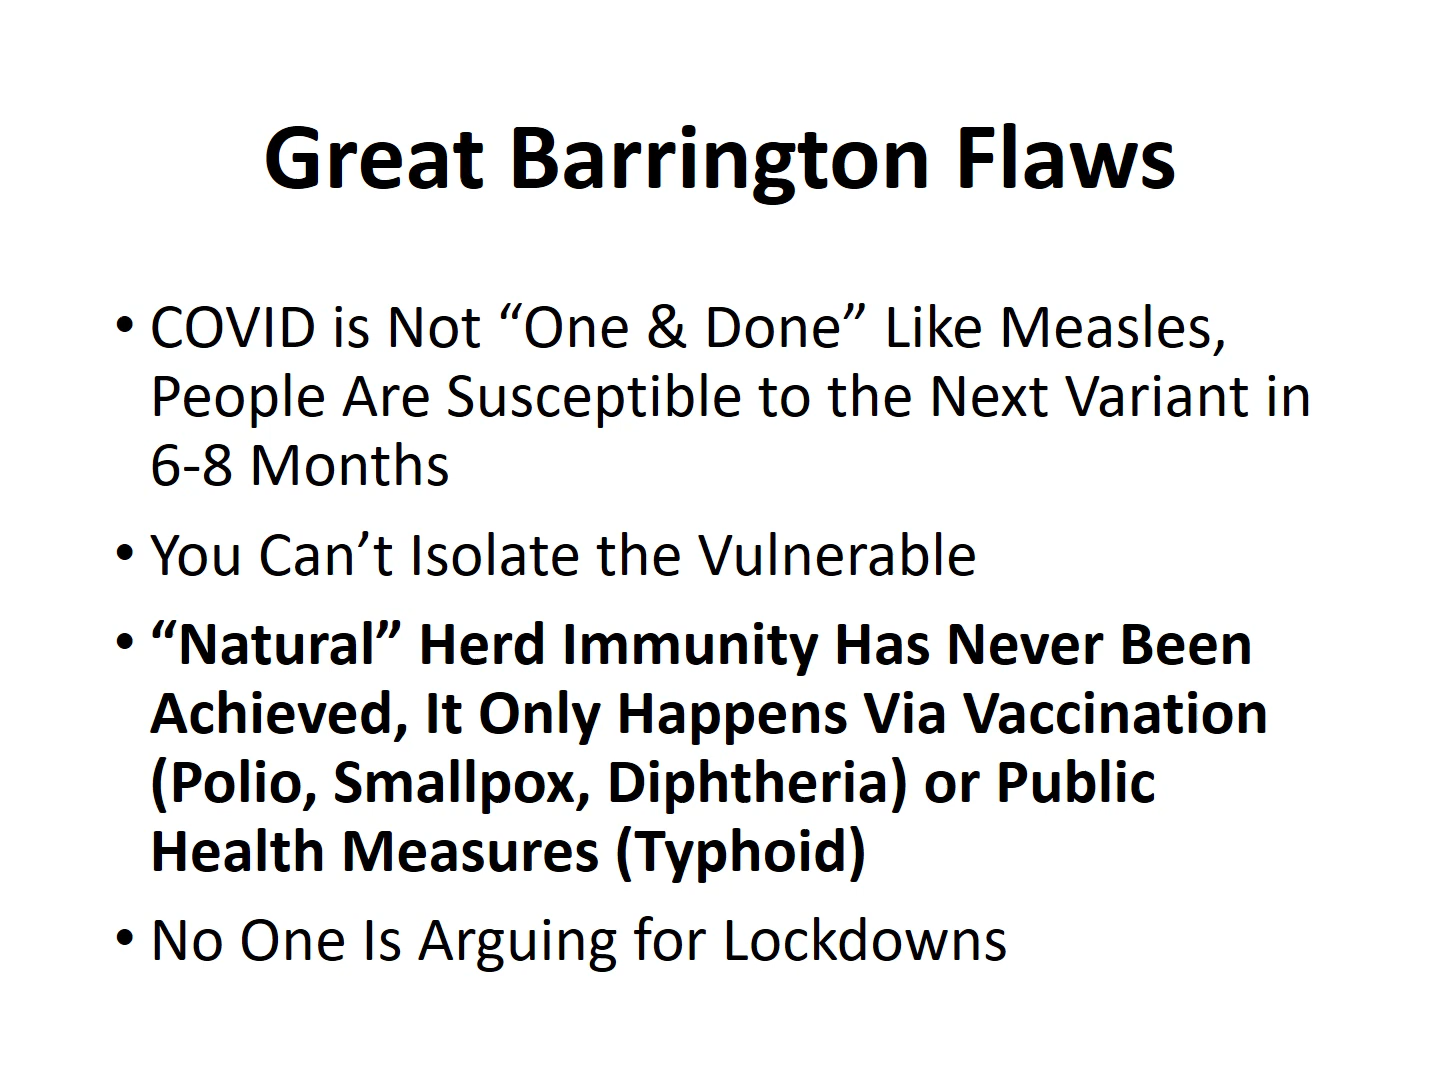 Great Barrington Flaws
• COVID is Not “One & Done” Like Measles,
People Are Susceptible to the Next Variant in
6-8 Months
• You Can’t Isolate the Vulnerable
• “Natural” Herd Immunity Has Never Been
Achieved, It Only Happens Via Vaccination
(Polio, Smallpox, Diphtheria) or Public
Health Measures (Typhoid)
• No One Is Arguing for Lockdowns